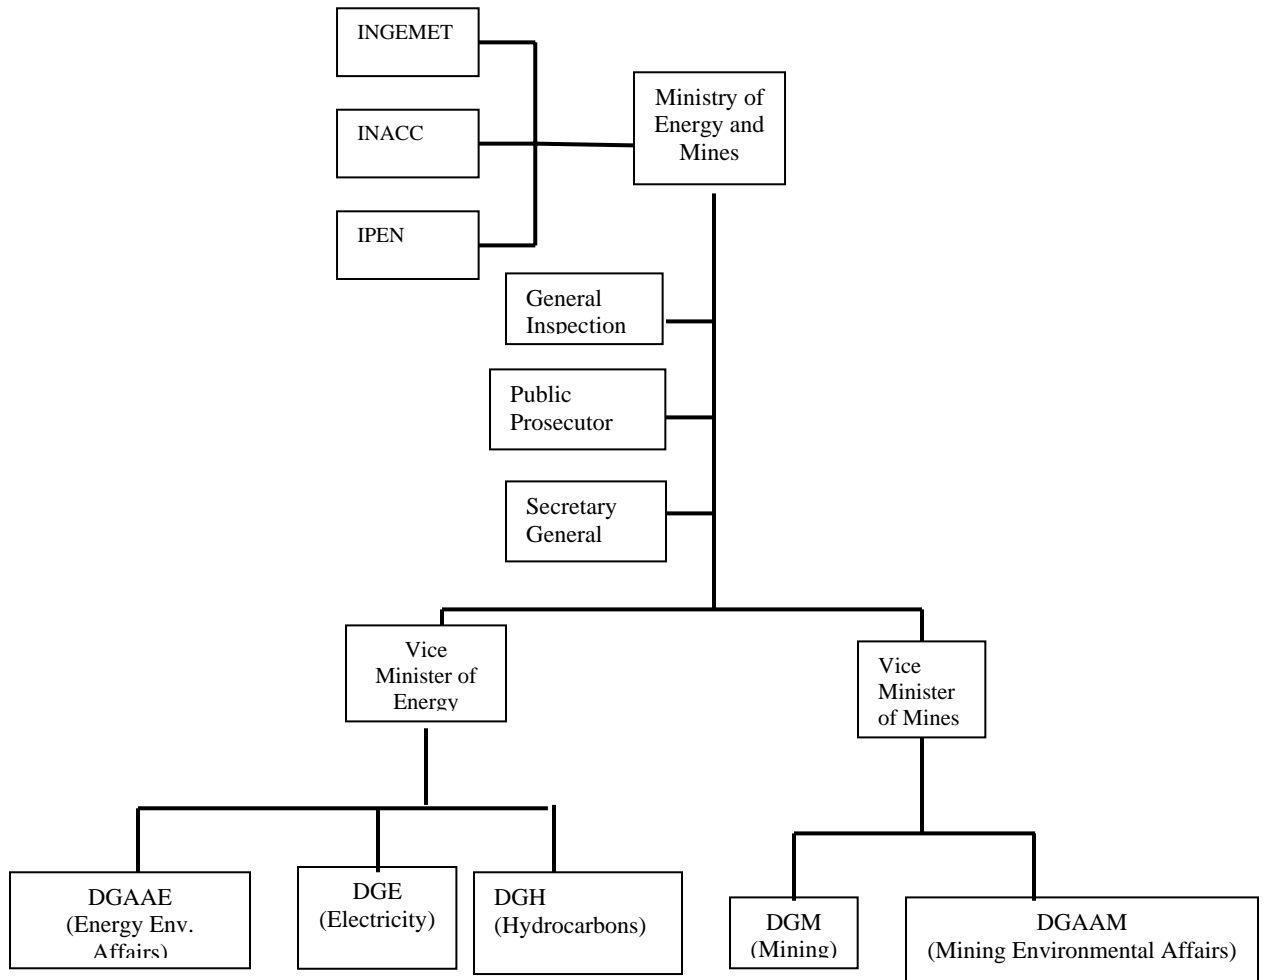 INGEMET
Ministry of
Energy and
Mines
INACC
IPEN
General
Inspection
Public
Prosecutor
Secretary
General
Vice
Minister of
Energy
Vice
Minister
of Mines
DGAAE
(Energy Env.
Affairs)
DGE
(Electricity)
DGH
(Hydrocarbons)
DGM
(Mining)
DGAAM
(Mining Environmental Affairs)